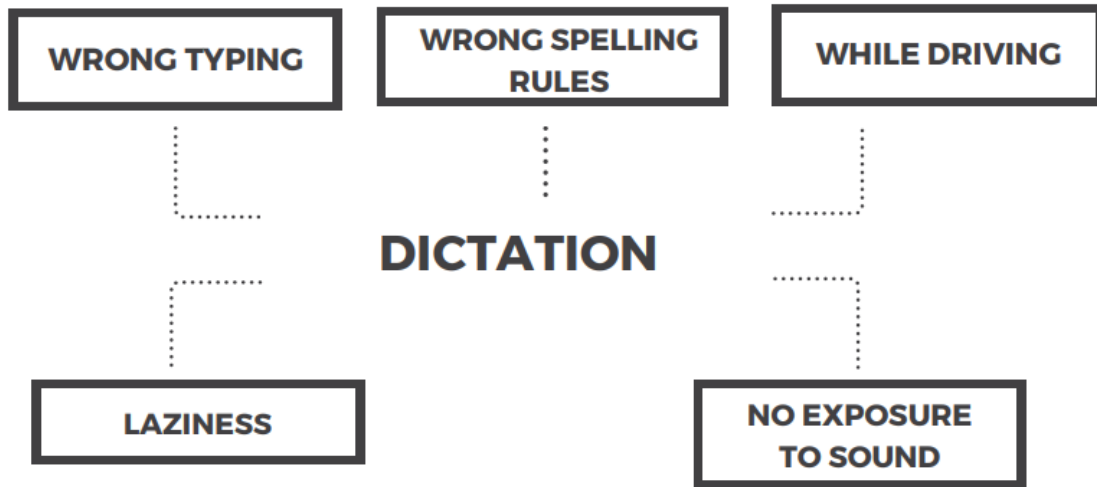 WRONG TYPING
WRONG SPELLING
RULES
WHILE DRIVING
DICTATION
LAZINESS
NO EXPOSURE
TO SOUND